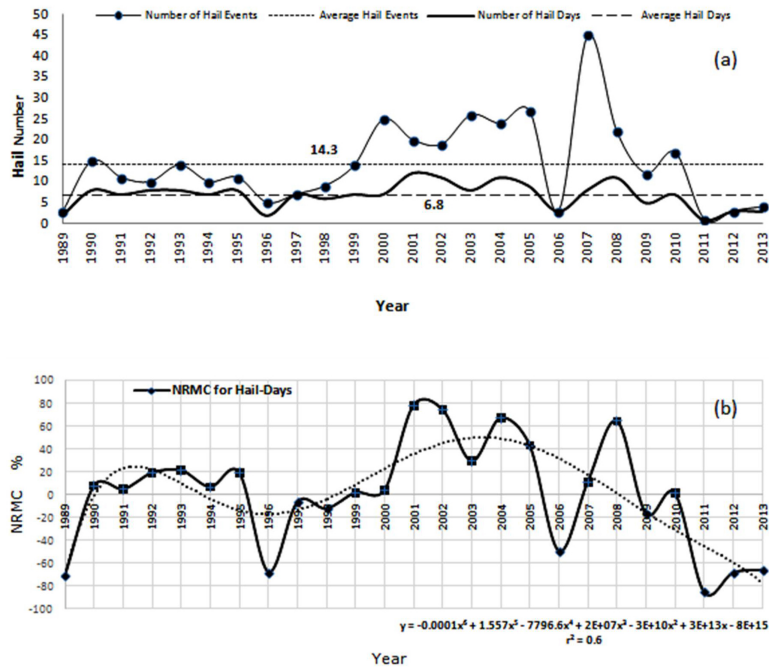 Number of Hail Events Average Hail Events Number of Hail Days Average Hail Days
50
45
40
35
30
25
20
15
10
5
0
Hail Number
(a)
14.3
6.8
1989 1990 1991 1992 1993 1994 1995 1996 1997 1998 1999 2000 2001 2002 2003 2004 2005 2006 2007 2008 2009 2010 2011 2012 2013
Year
100
80
60
40
20
0
-20
-40
-60
-80
-100
NRMC %
NRMC for Hail-Days
(b)
1989 1990 1991 1992 1993 1994 1995 1996 1997 1998 1999 2000 2001 2002 2003 2004 2005 2006 2007 2008 2009 2010 2011 2012 2013
y = -0.0001x⁶ + 1.557x⁵ - 7796.6x⁴ + 2E+07x³ - 3E+10x² + 3E+13x - 8E+15
r² = 0.6
Year